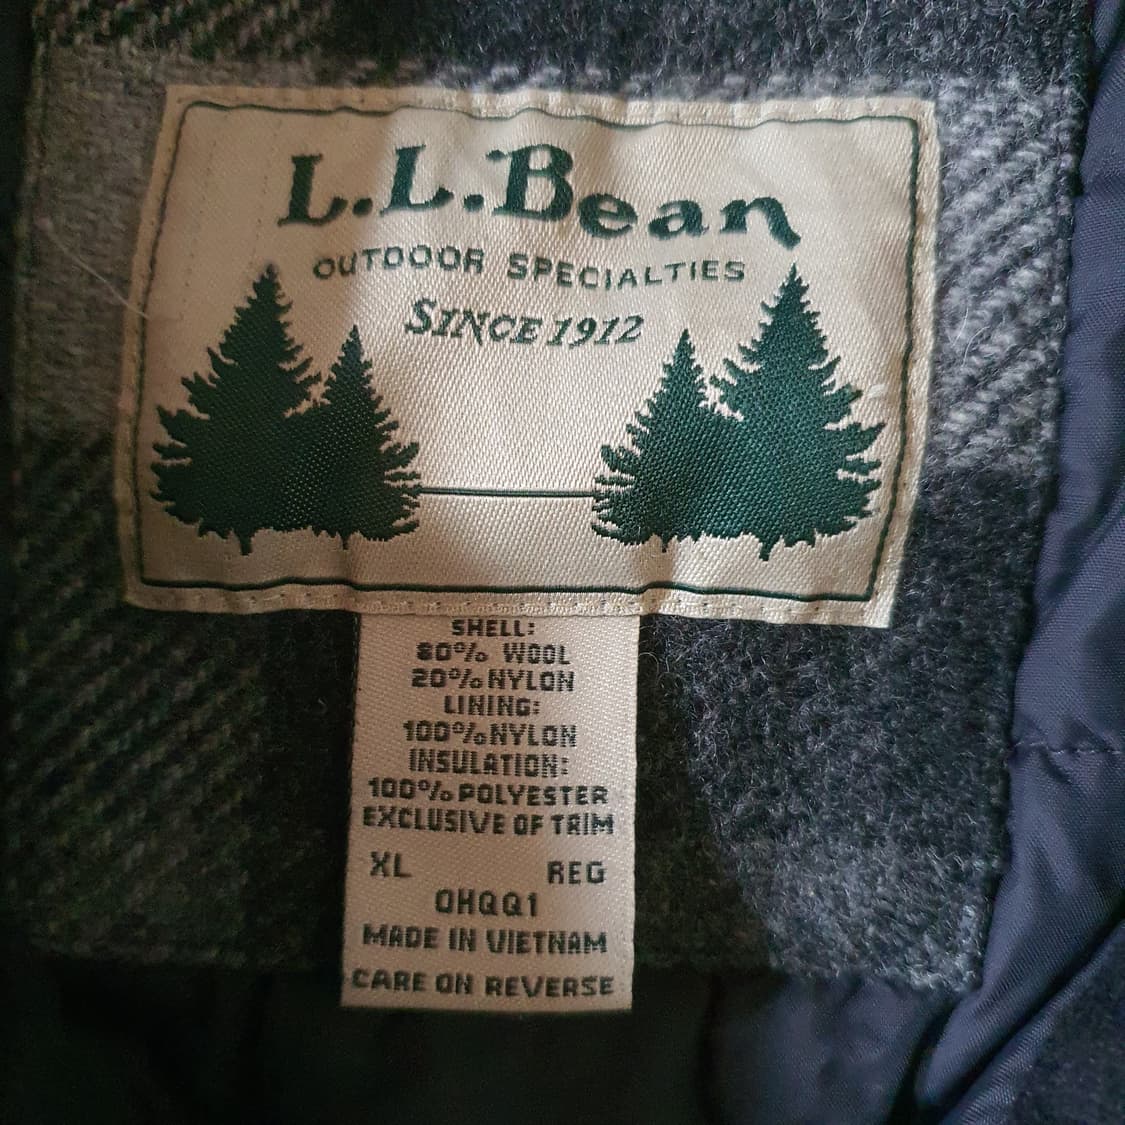 L.L.Bean
OUTDOOR SPECIALTIES
SINCE 1912
SHELL:
80% WOOL
20% NYLON
LINING:
100% NYLON
INSULATION:
100% POLYESTER
EXCLUSIVE OF TRIM
XL REG
OHQQ1
MADE IN VIETNAM
CARE ON REVERSE